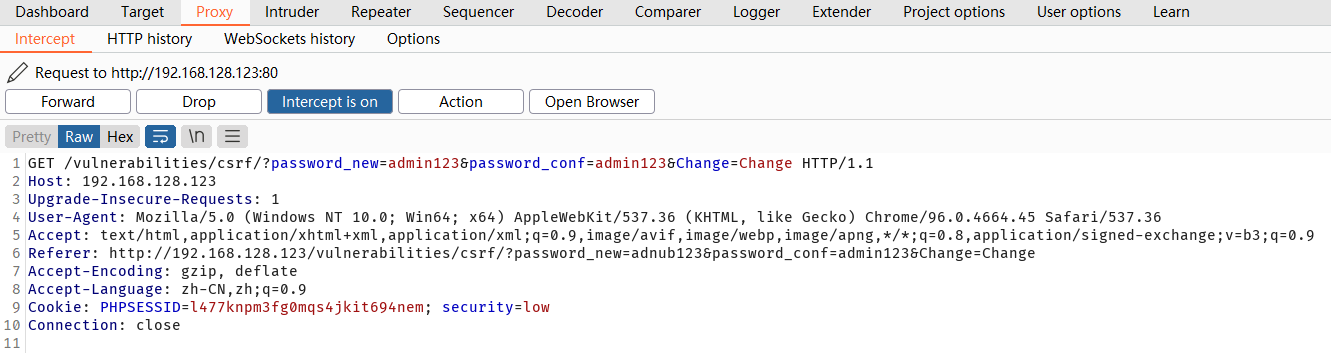 Dashboard Target Proxy Intruder Repeater Sequencer Decoder Comparer Logger Extender Project options User options Learn
Intercept HTTP history WebSockets history Options
Request to http://192.168.128.123:80
Forward Drop Intercept is on Action Open Browser
Pretty Raw Hex \n
1 GET /vulnerabilities/csrf/?password_new=admin123&password_conf=admin123&Change=Change HTTP/1.1
2 Host: 192.168.128.123
3 Upgrade-Insecure-Requests: 1
4 User-Agent: Mozilla/5.0 (Windows NT 10.0; Win64; x64) AppleWebKit/537.36 (KHTML, like Gecko) Chrome/96.0.4664.45 Safari/537.36
5 Accept: text/html,application/xhtml+xml,application/xml;q=0.9,image/avif,image/webp,image/apng,*/*;q=0.8,application/signed-exchange;v=b3;q=0.9
6 Referer: http://192.168.128.123/vulnerabilities/csrf/?password_new=adnub123&password_conf=admin123&Change=Change
7 Accept-Encoding: gzip, deflate
8 Accept-Language: zh-CN,zh;q=0.9
9 Cookie: PHPSESSID=l477knpm3fg0mqs4jkit694nem; security=low
10 Connection: close
11